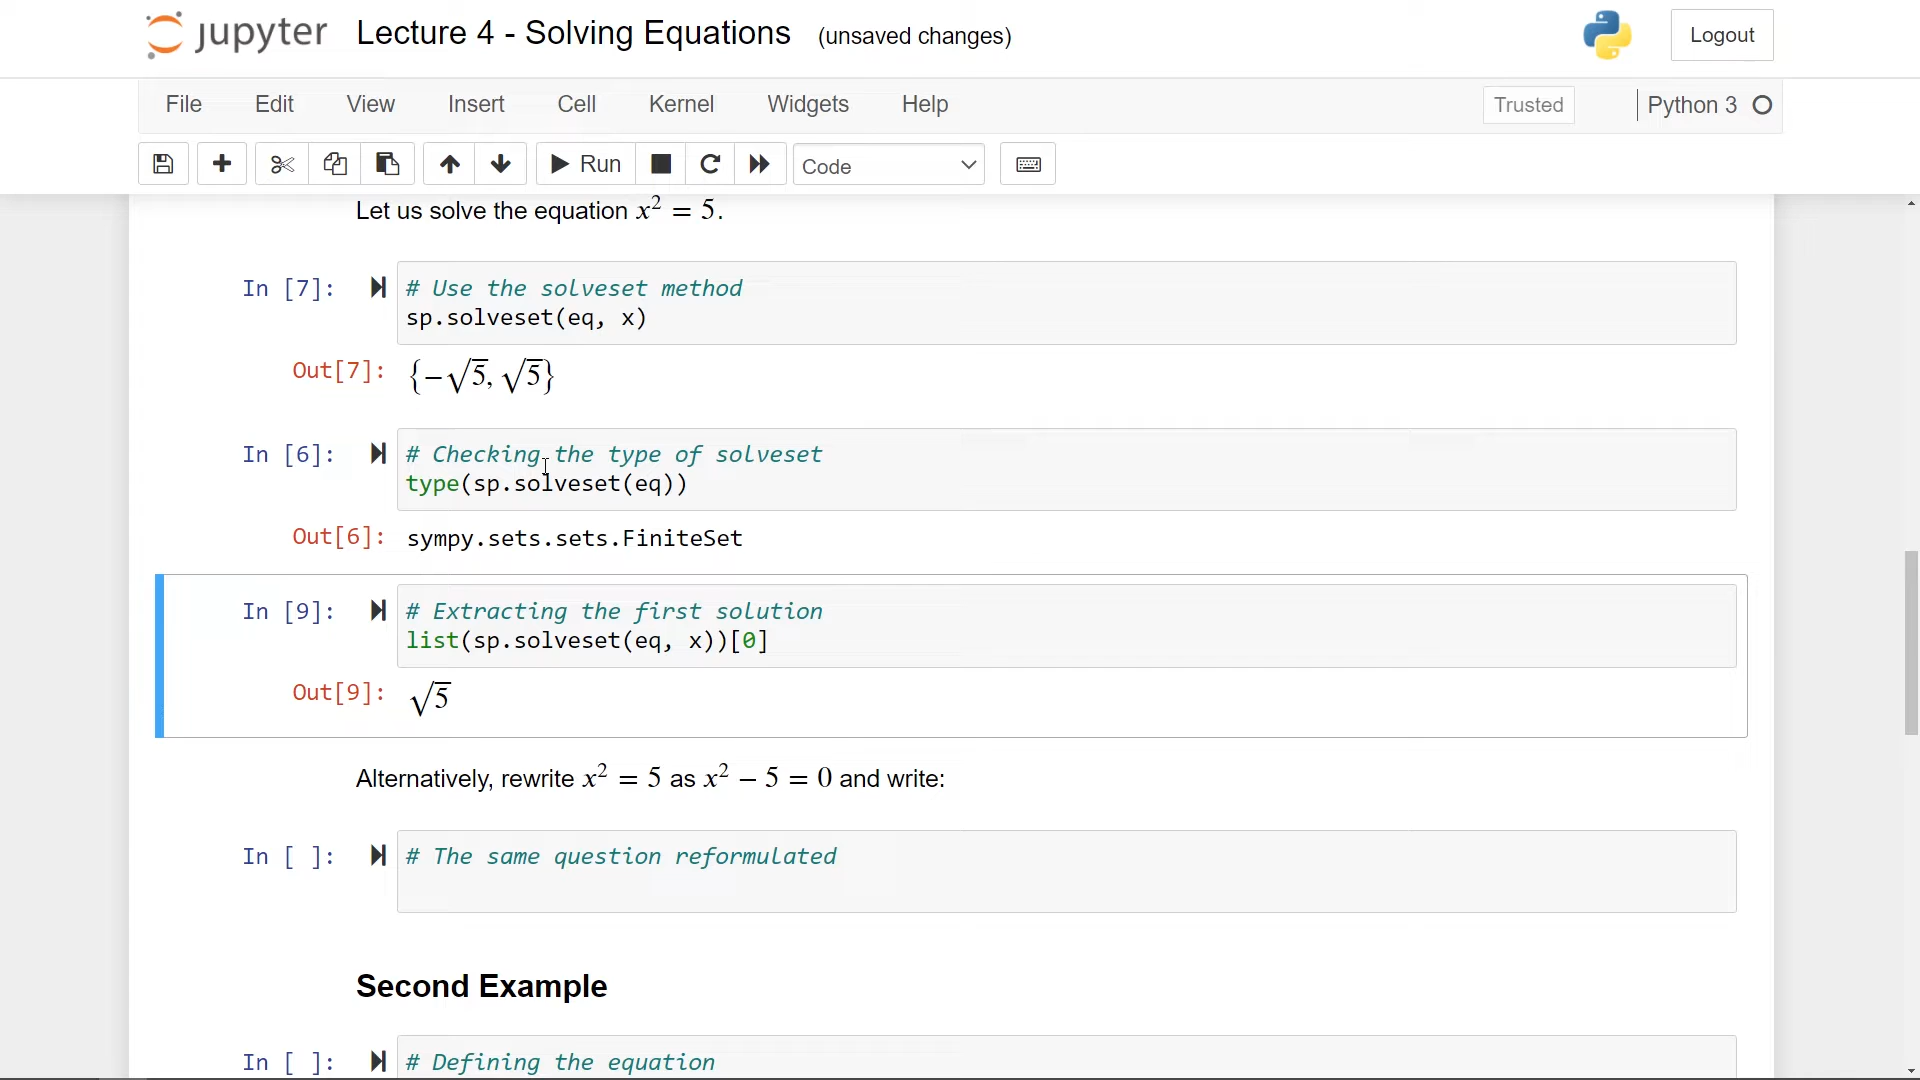 jupyter Lecture 4 - Solving Equations (unsaved changes) Logout
File Edit View Insert Cell Kernel Widgets Help Trusted Python 3
Run Code
Let us solve the equation x² = 5.
In [7]: # Use the solveset method
sp.solveset(eq, x)
Out[7]: {−√5, √5}
In [6]: # Checking the type of solveset
type(sp.solveset(eq))
Out[6]: sympy.sets.sets.FiniteSet
In [9]: # Extracting the first solution
list(sp.solveset(eq, x))[0]
Out[9]: √5
Alternatively, rewrite x² = 5 as x² − 5 = 0 and write:
In [ ]: # The same question reformulated
Second Example
In [ ]: # Defining the equation